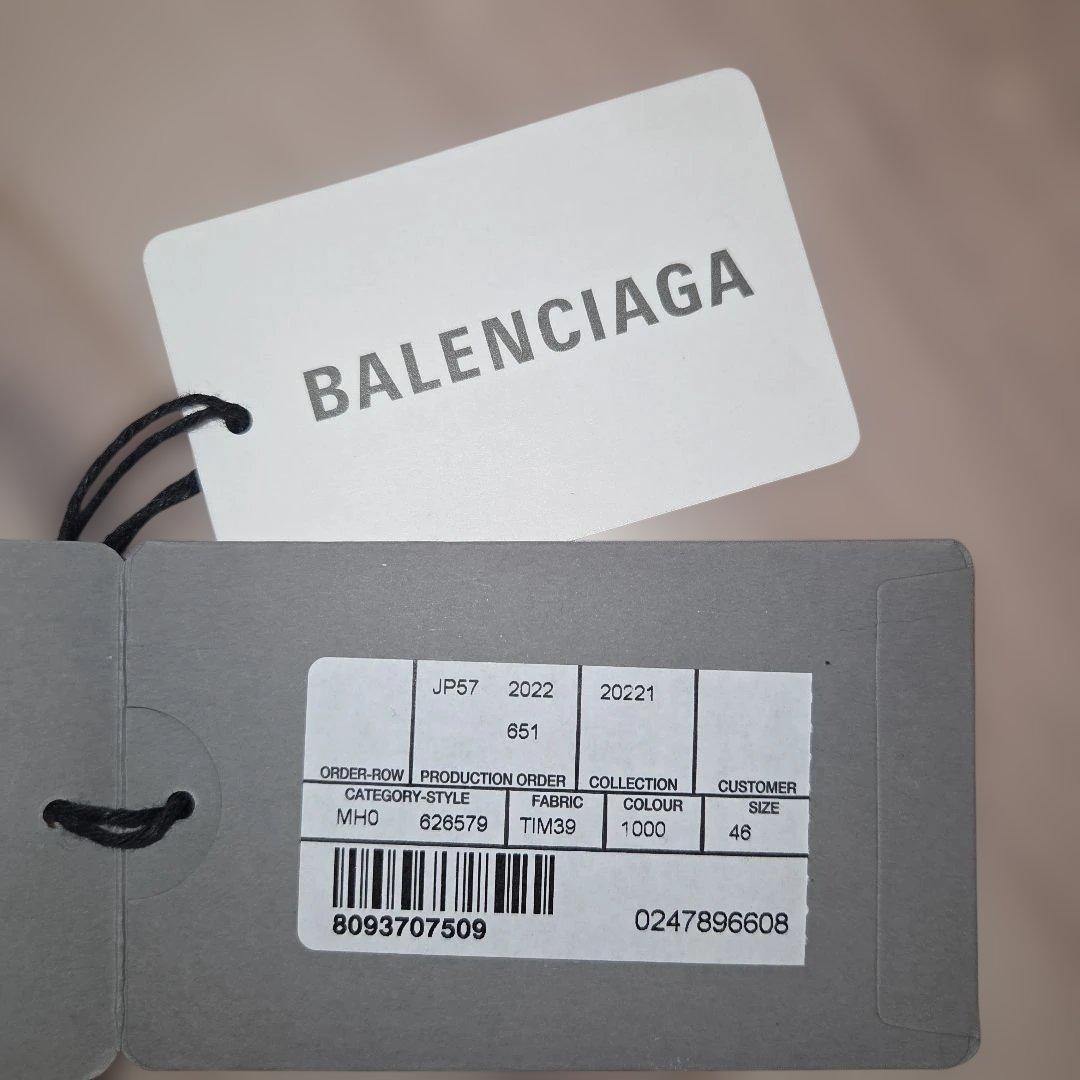 BALENCIAGA
JP57 2022 20221
651
ORDER-ROW PRODUCTION ORDER COLLECTION CUSTOMER
CATEGORY-STYLE FABRIC COLOUR SIZE
MH0 626579 TIM39 1000 46
8093707509 0247896608